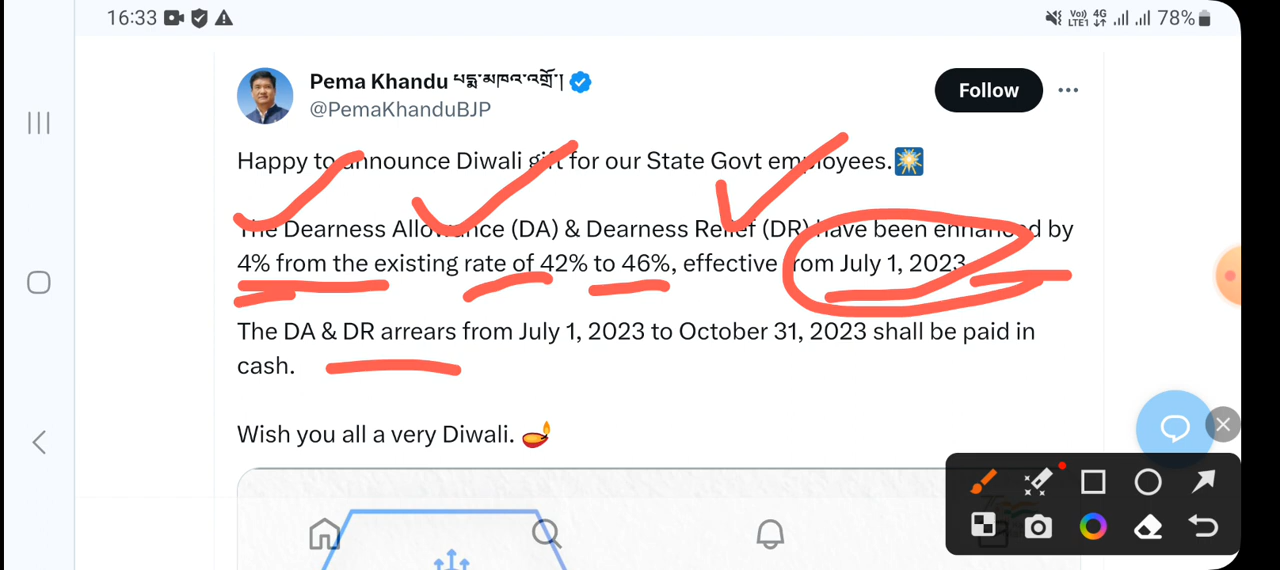 16:33
Vo)) 4G
LTE1
78%
Pema Khandu པདྨ་མཁའ་འགྲོ་།
@PemaKhanduBJP
Follow
Happy to announce Diwali gift for our State Govt employees.
The Dearness Allowance (DA) & Dearness Relief (DR) have been enhanced by
4% from the existing rate of 42% to 46%, effective from July 1, 2023
The DA & DR arrears from July 1, 2023 to October 31, 2023 shall be paid in
cash.
Wish you all a very Diwali.